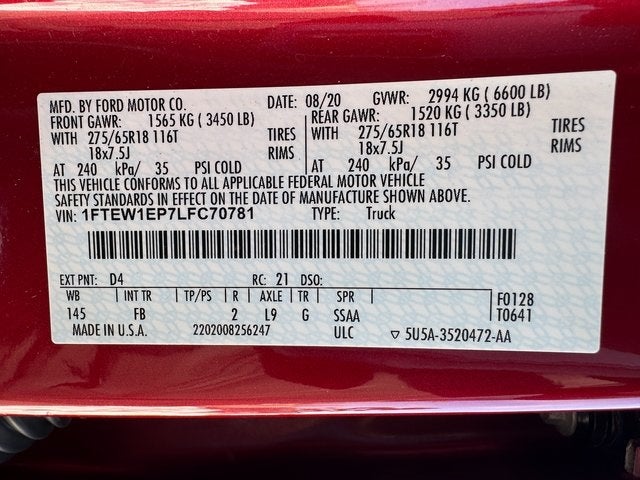 MFD. BY FORD MOTOR CO. DATE: 08/20 GVWR: 2994 KG ( 6600 LB)
FRONT GAWR: 1565 KG ( 3450 LB) REAR GAWR: 1520 KG ( 3350 LB)
WITH 275/65R18 116T TIRES WITH 275/65R18 116T TIRES
18x7.5J RIMS 18x7.5J RIMS
AT 240 kPa/ 35 PSI COLD AT 240 kPa/ 35 PSI COLD
THIS VEHICLE CONFORMS TO ALL APPLICABLE FEDERAL MOTOR VEHICLE
SAFETY STANDARDS IN EFFECT ON THE DATE OF MANUFACTURE SHOWN ABOVE.
VIN: 1FTEW1EP7LFC70781 TYPE: Truck
EXT PNT: D4 RC: 21 DSO:
WB INT TR TP/PS R AXLE TR SPR F0128
145 FB 2 L9 G SSAA T0641
MADE IN U.S.A. 2202008256247 ULC ▽ 5U5A-3520472-AA